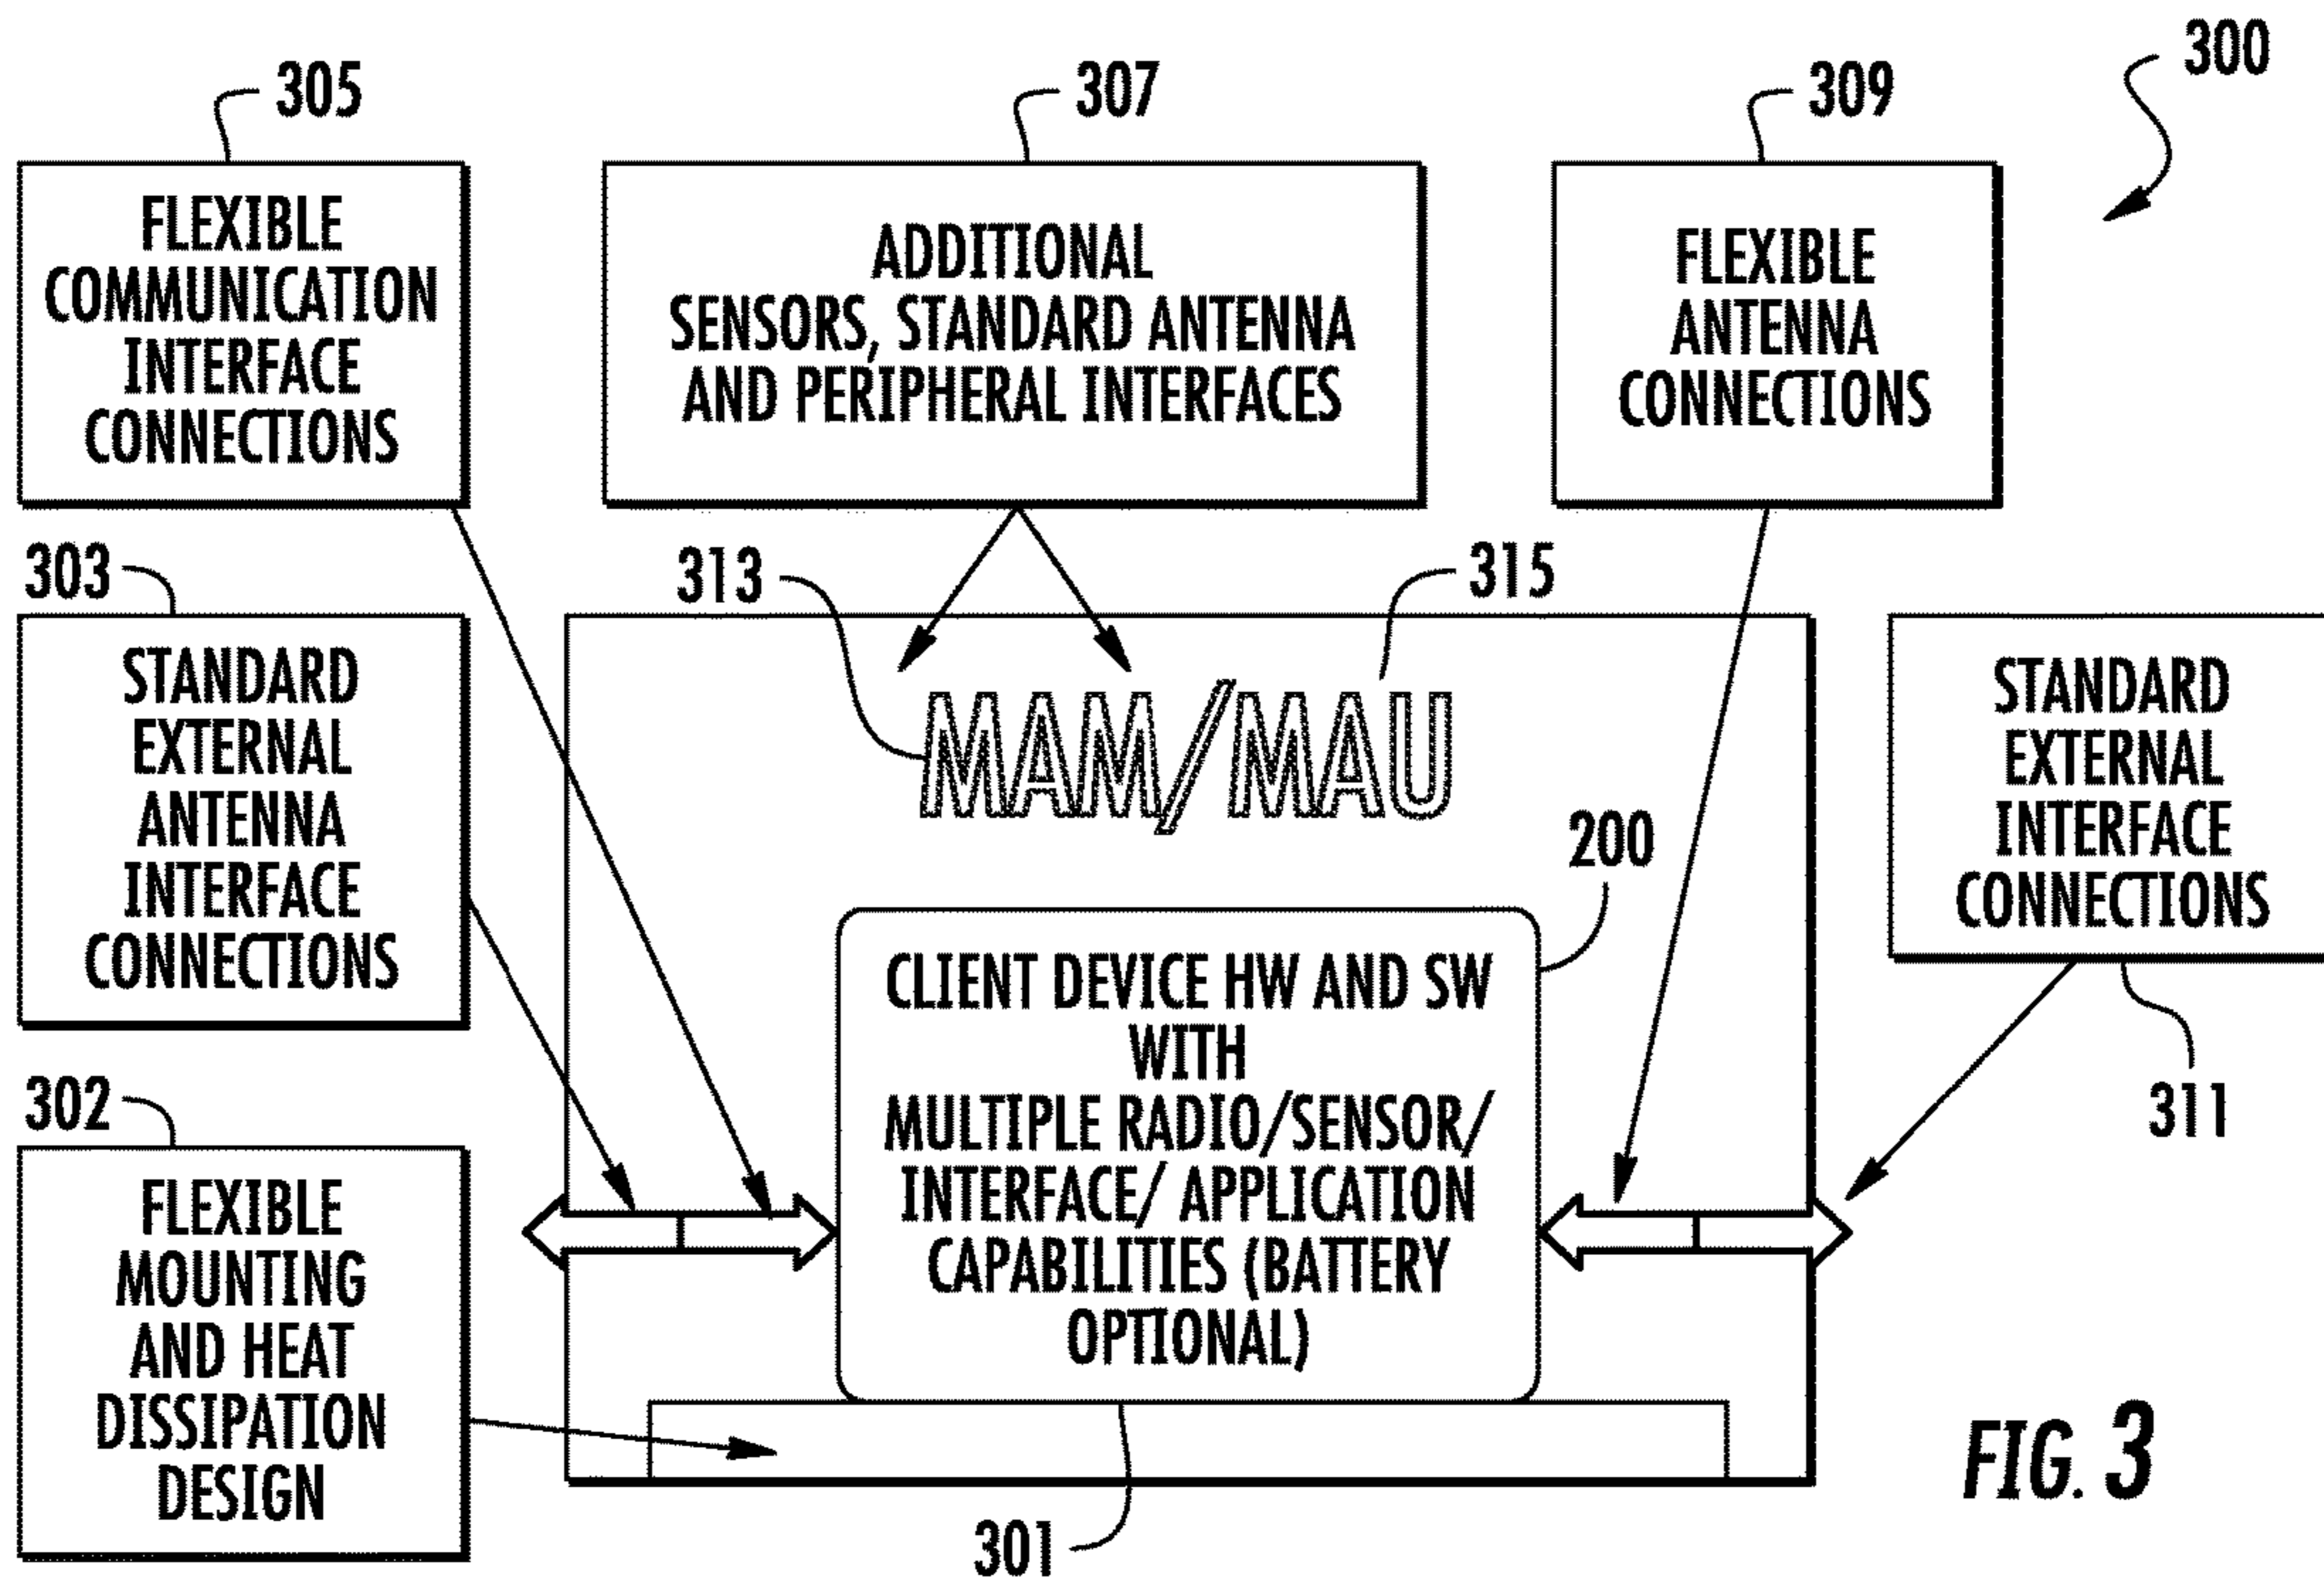 300
305
307
309
FLEXIBLE
COMMUNICATION
INTERFACE
CONNECTIONS
ADDITIONAL
SENSORS, STANDARD ANTENNA
AND PERIPHERAL INTERFACES
FLEXIBLE
ANTENNA
CONNECTIONS
303
313
315
STANDARD
EXTERNAL
ANTENNA
INTERFACE
CONNECTIONS
MAM/MAU
STANDARD
EXTERNAL
INTERFACE
CONNECTIONS
200
CLIENT DEVICE HW AND SW
WITH
MULTIPLE RADIO/SENSOR/
INTERFACE/ APPLICATION
CAPABILITIES (BATTERY
OPTIONAL)
302
311
FLEXIBLE
MOUNTING
AND HEAT
DISSIPATION
DESIGN
301
FIG. 3